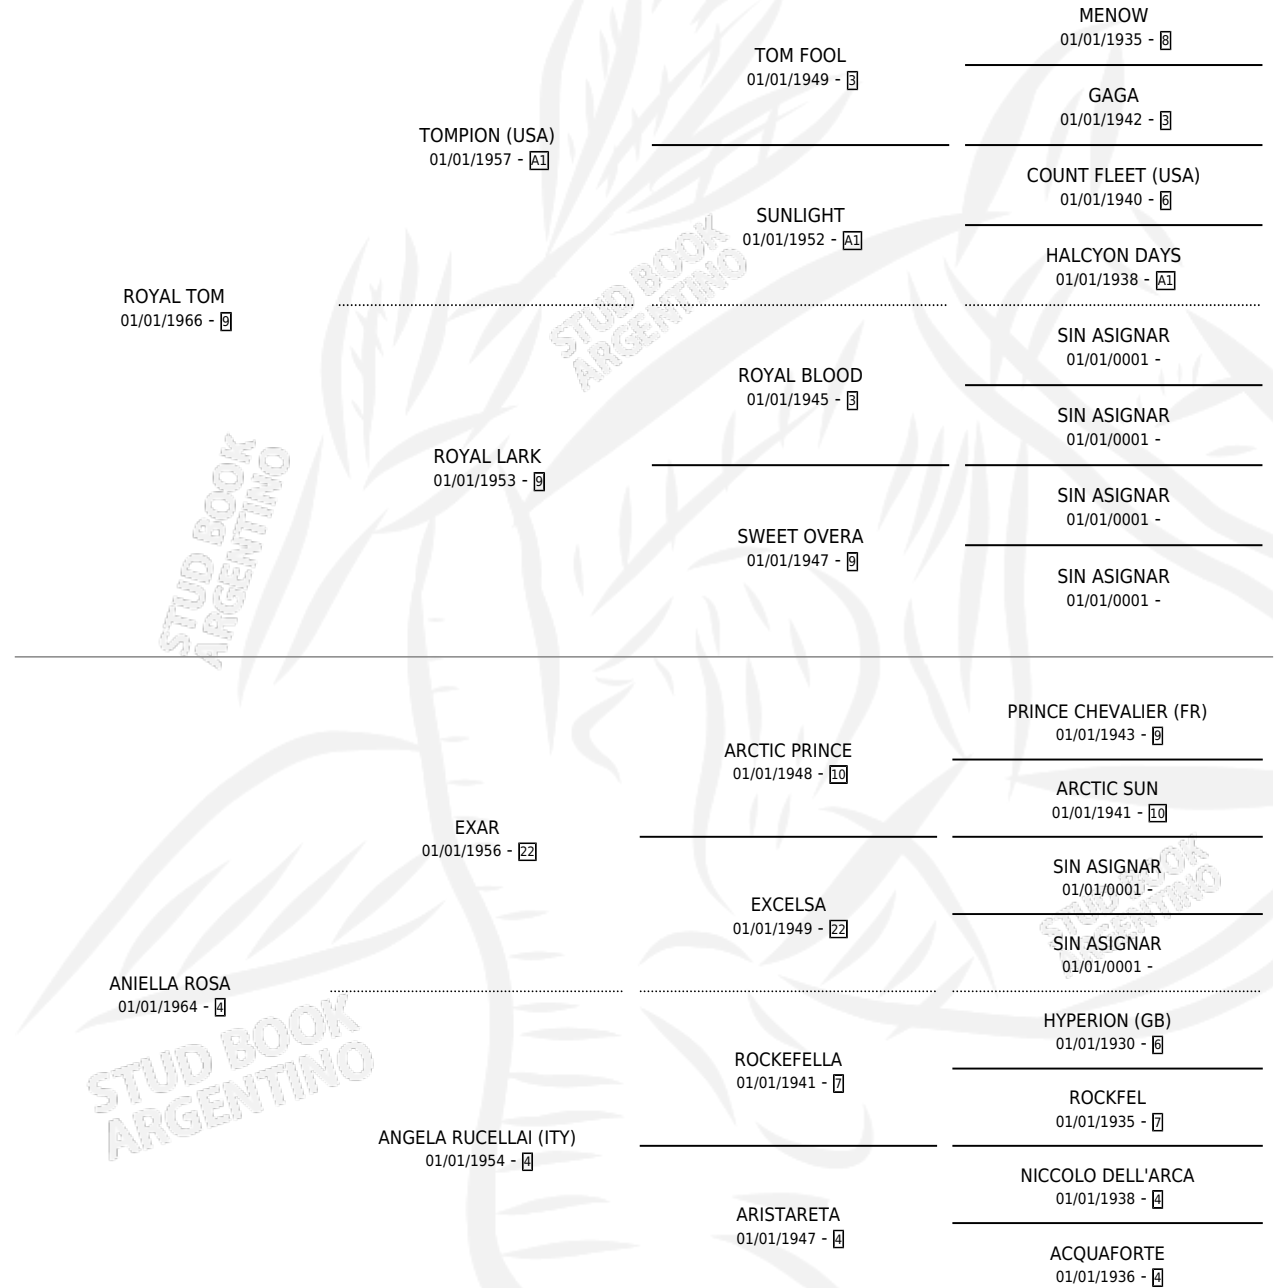 MENOW
01/01/1935 - 8
TOM FOOL
01/01/1949 - 3
GAGA
01/01/1942 - 3
TOMPION (USA)
01/01/1957 - A1
COUNT FLEET (USA)
01/01/1940 - 6
SUNLIGHT
01/01/1952 - A1
HALCYON DAYS
01/01/1938 - A1
ROYAL TOM
01/01/1966 - 9
SIN ASIGNAR
01/01/0001 -
ROYAL BLOOD
01/01/1945 - 3
SIN ASIGNAR
01/01/0001 -
ROYAL LARK
01/01/1953 - 9
SIN ASIGNAR
01/01/0001 -
SWEET OVERA
01/01/1947 - 9
SIN ASIGNAR
01/01/0001 -
STUD BOOK
ARGENTINO
STUD BOOK
ARGENTINO
PRINCE CHEVALIER (FR)
01/01/1943 - 9
ARCTIC PRINCE
01/01/1948 - 10
ARCTIC SUN
01/01/1941 - 10
EXAR
01/01/1956 - 22
SIN ASIGNAR
01/01/0001 -
EXCELSA
01/01/1949 - 22
SIN ASIGNAR
01/01/0001 -
ANIELLA ROSA
01/01/1964 - 4
HYPERION (GB)
01/01/1930 - 6
ROCKEFELLA
01/01/1941 - 7
ROCKFEL
01/01/1935 - 7
ANGELA RUCELLAI (ITY)
01/01/1954 - 4
NICCOLO DELL'ARCA
01/01/1938 - 4
ARISTARETA
01/01/1947 - 4
ACQUAFORTE
01/01/1936 - 4
STUD BOOK
ARGENTINO
STUD BOOK
ARGENTINO